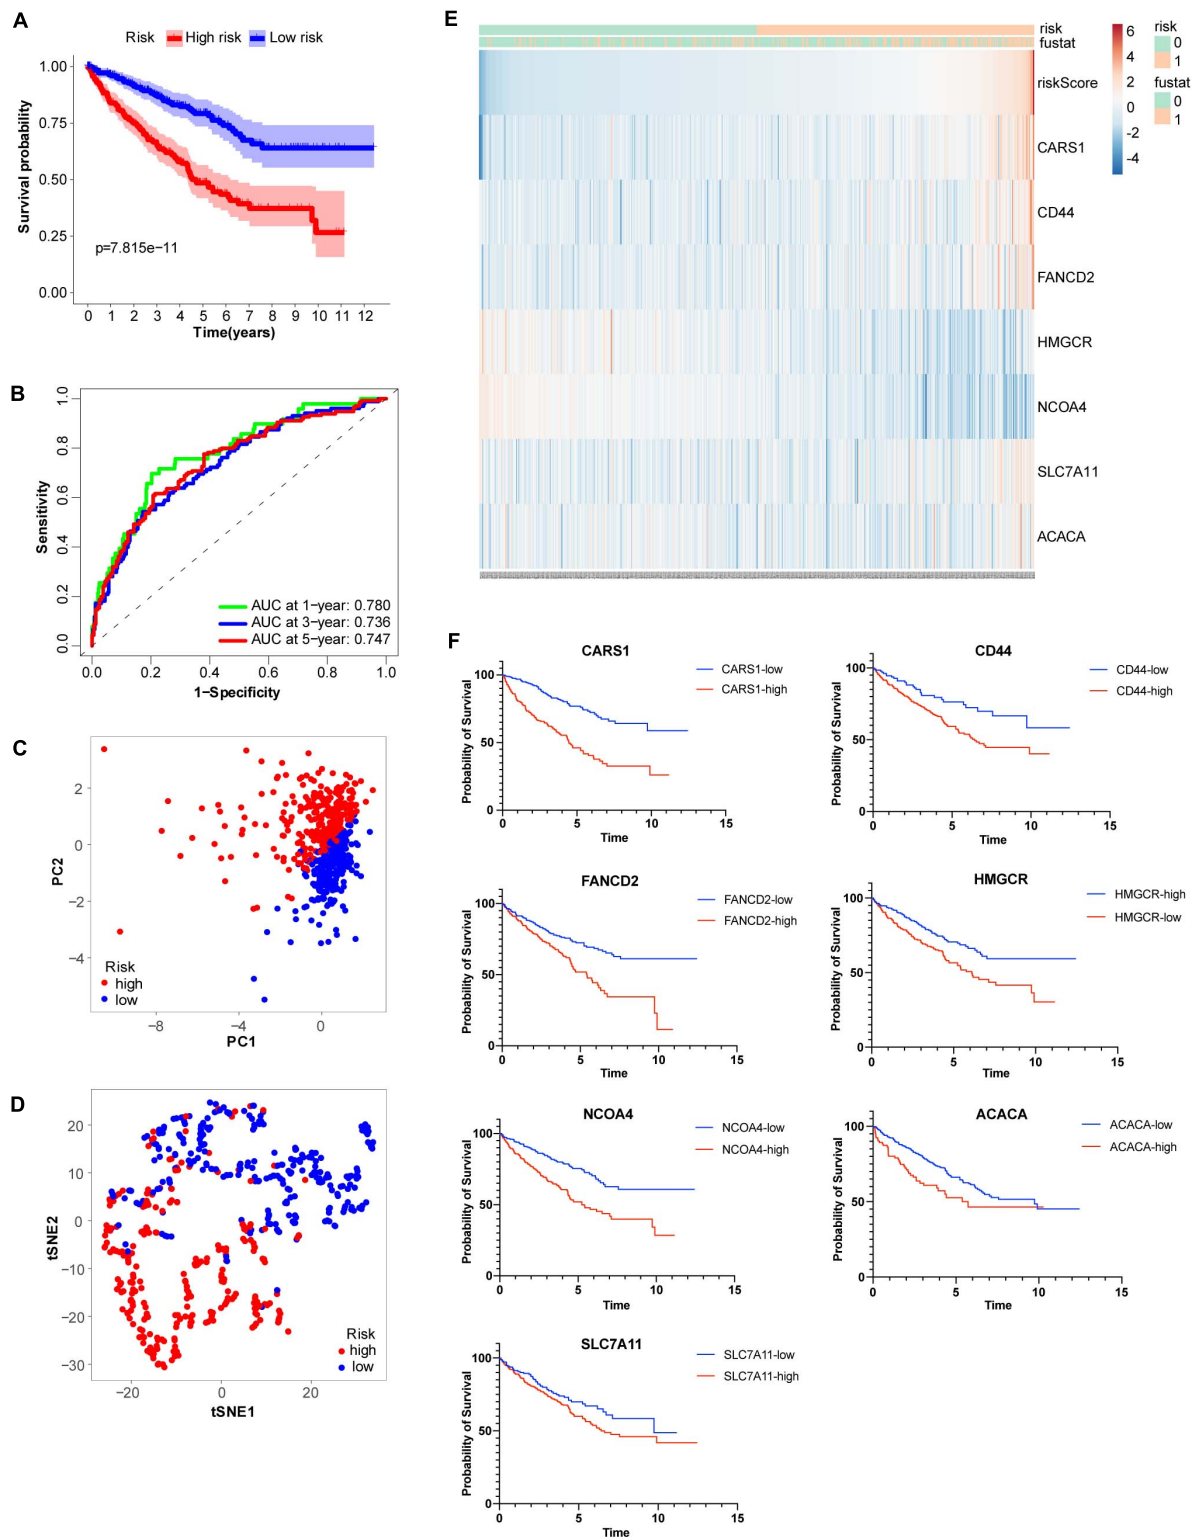 A
Risk High risk Low risk
Survival probability
1.00
0.75
0.50
0.25
0.00
p=7.815e−11
0 1 2 3 4 5 6 7 8 9 10 11 12
Time(years)
B
Sensitivity
1.0
0.8
0.6
0.4
0.2
0.0
AUC at 1−year: 0.780
AUC at 3−year: 0.736
AUC at 5−year: 0.747
0.0 0.2 0.4 0.6 0.8 1.0
1−Specificity
C
PC2
2
0
−2
−4
Risk
high
low
−8 −4 0
PC1
D
tSNE2
20
10
0
−10
−20
−30
Risk
high
low
−20 0 20
tSNE1
E
risk
fustat
riskScore
CARS1
CD44
FANCD2
HMGCR
NCOA4
SLC7A11
ACACA
6
4
2
0
-2
-4
risk
0
1
fustat
0
1
F
CARS1
Probability of Survival
100
50
0
CARS1-low
CARS1-high
0 5 10 15
Time
CD44
Probability of Survival
100
50
0
CD44-low
CD44-high
0 5 10 15
Time
FANCD2
Probability of Survival
100
50
0
FANCD2-low
FANCD2-high
0 5 10 15
Time
HMGCR
Probability of Survival
100
50
0
HMGCR-high
HMGCR-low
0 5 10 15
Time
NCOA4
Probability of Survival
100
50
0
NCOA4-low
NCOA4-high
0 5 10 15
Time
ACACA
Probability of Survival
100
50
0
ACACA-low
ACACA-high
0 5 10 15
Time
SLC7A11
Probability of Survival
100
50
0
SLC7A11-low
SLC7A11-high
0 5 10 15
Time